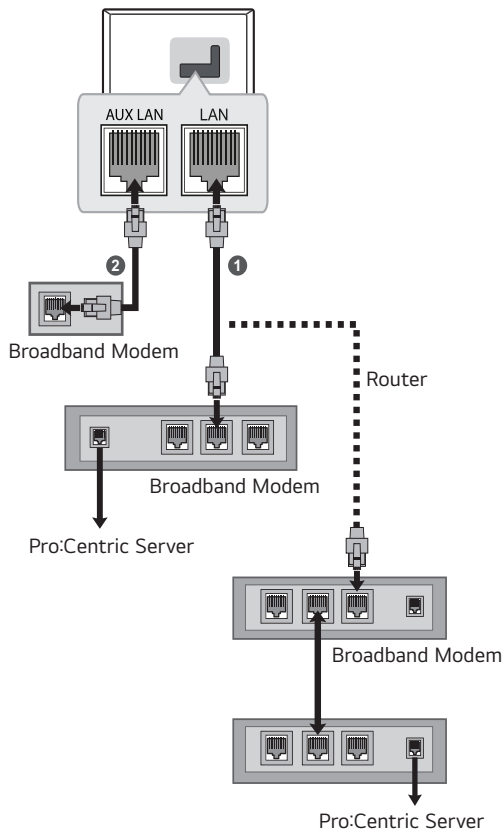 AUX LAN
LAN
2
1
Broadband Modem
Router
Broadband Modem
Pro:Centric Server
Broadband Modem
Pro:Centric Server